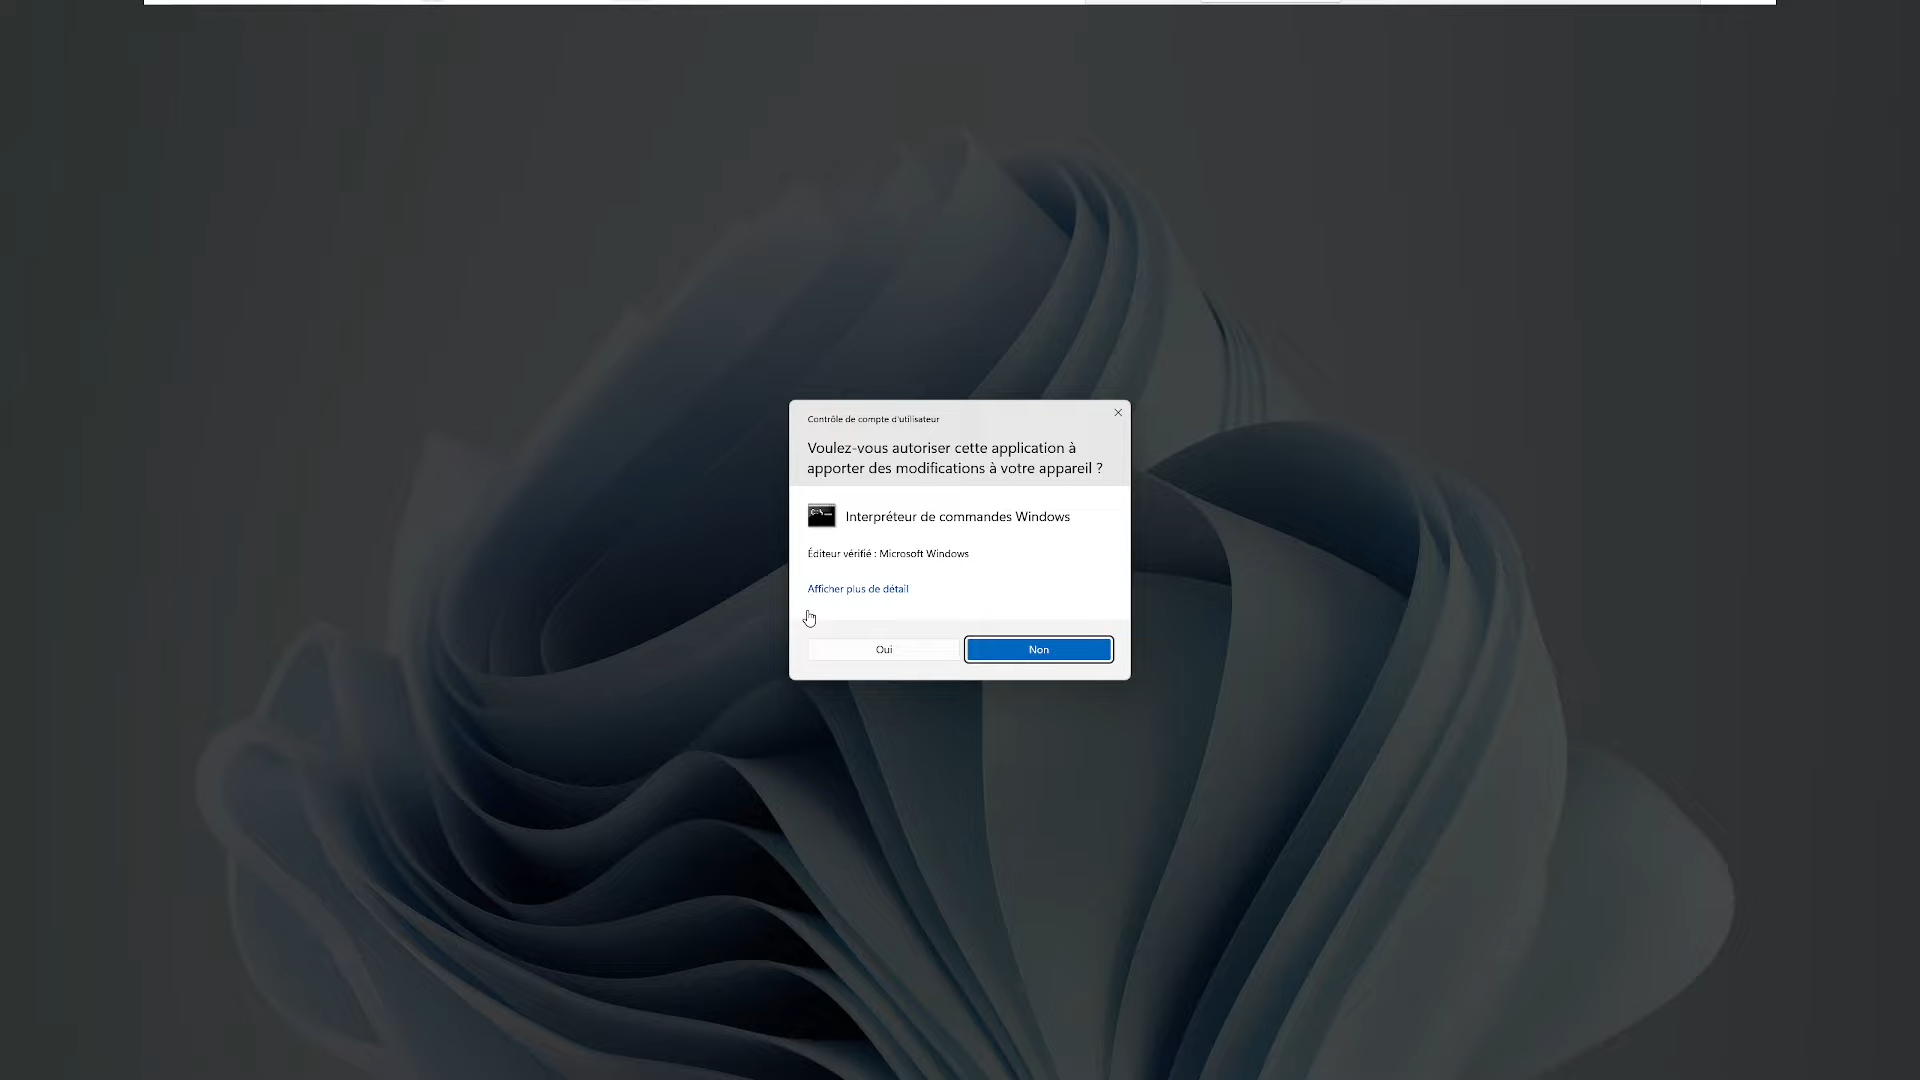 Contrôle de compte d'utilisateur
Voulez-vous autoriser cette application à
apporter des modifications à votre appareil ?
C:\
Interpréteur de commandes Windows
Éditeur vérifié : Microsoft Windows
Afficher plus de détail
Oui
Non